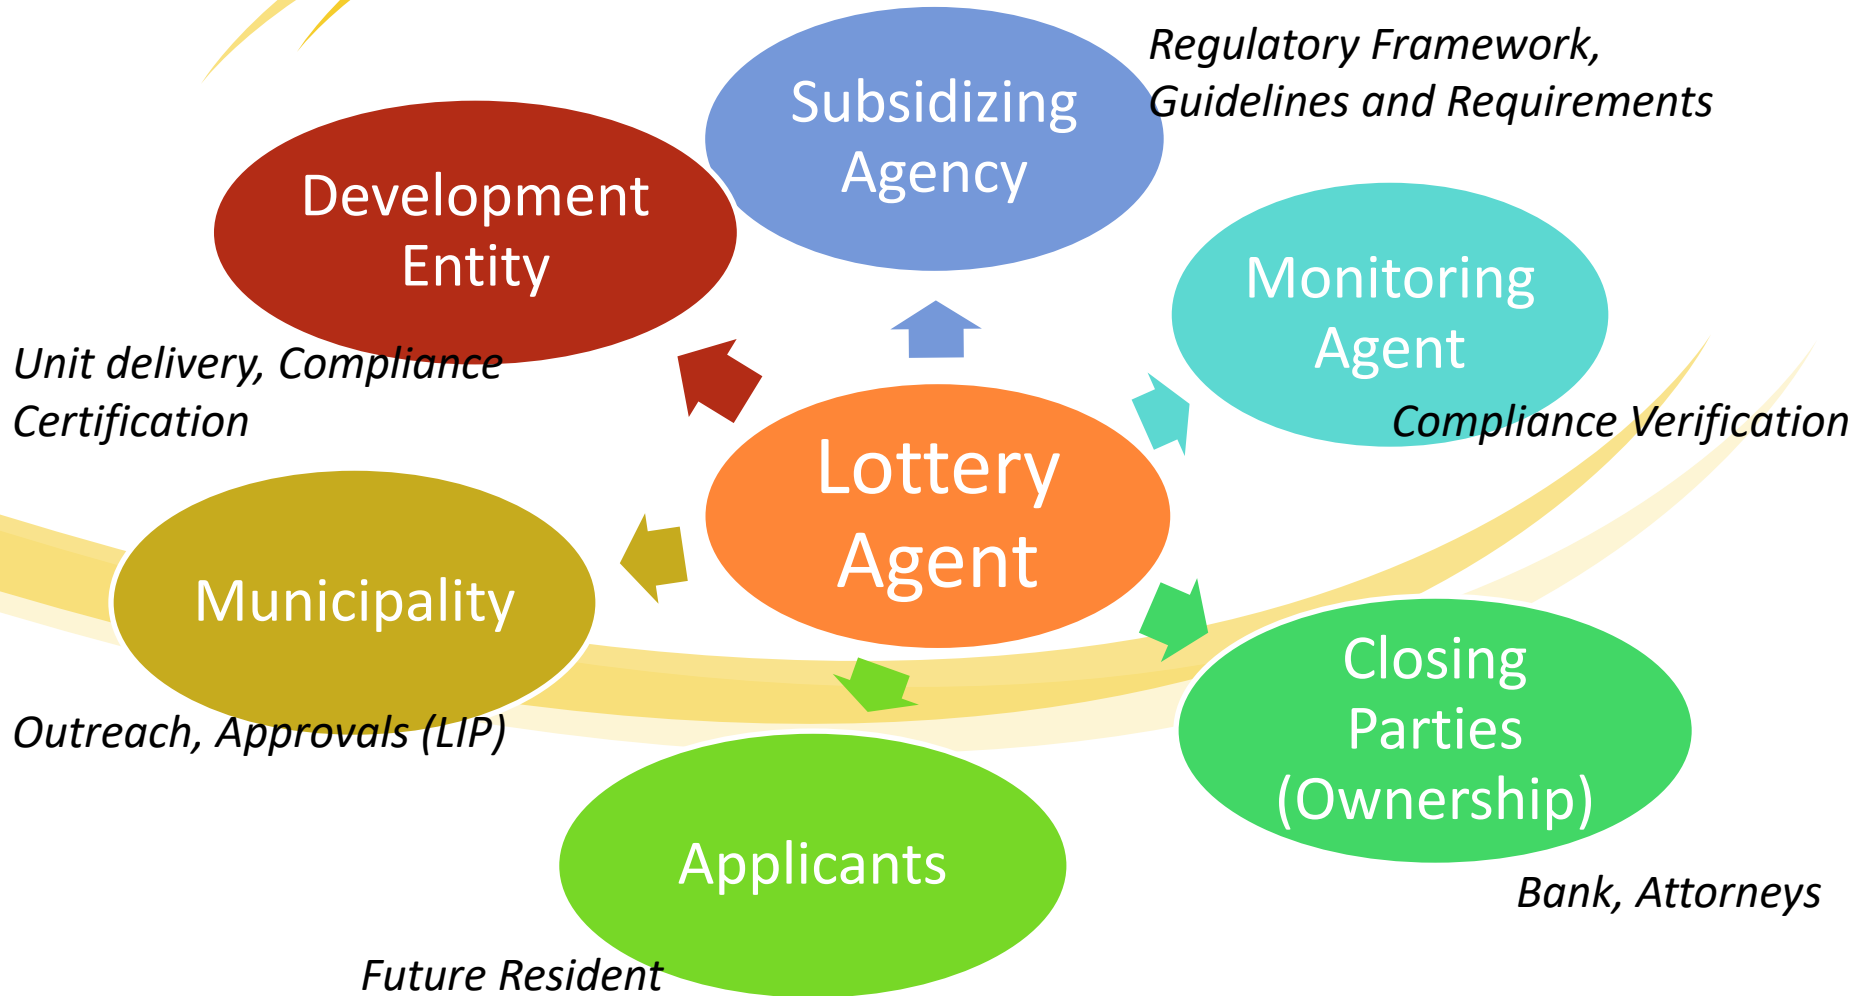 Subsidizing
Agency
Regulatory Framework,
Guidelines and Requirements
Development
Entity
Unit delivery, Compliance
Certification
Monitoring
Agent
Compliance Verification
Lottery
Agent
Municipality
Outreach, Approvals (LIP)
Closing
Parties
(Ownership)
Bank, Attorneys
Applicants
Future Resident